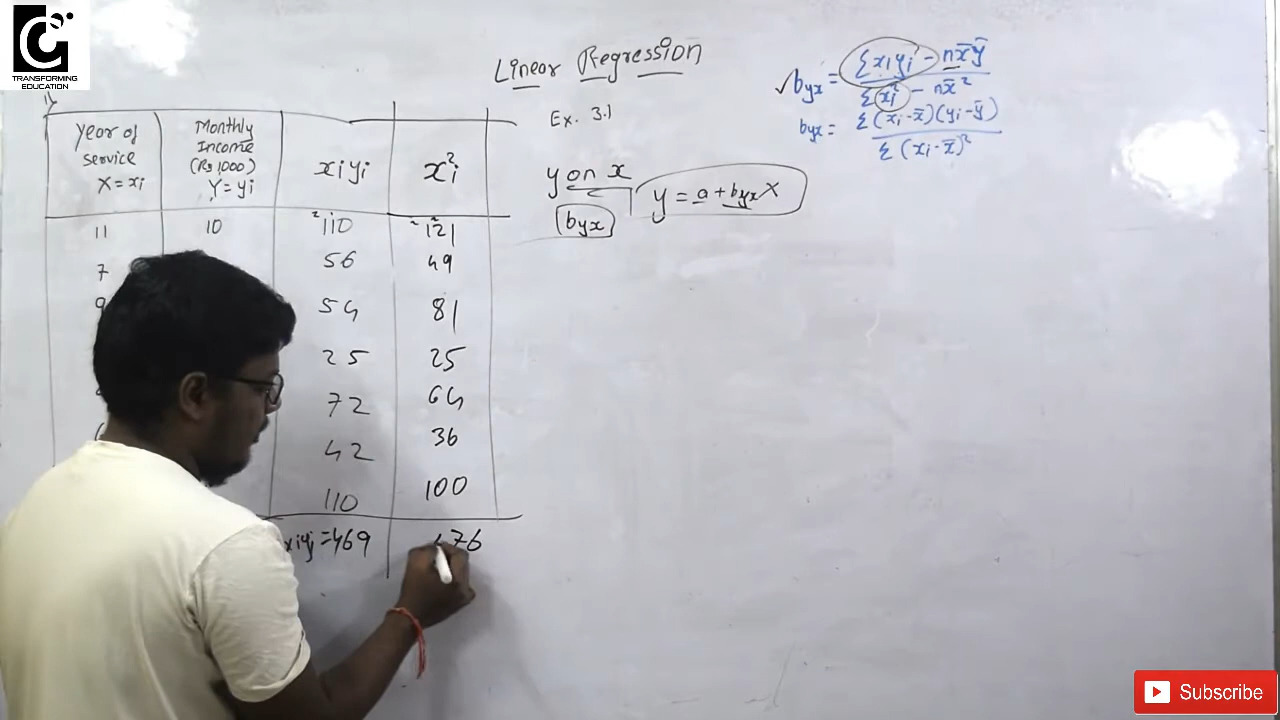 TRANSFORMING
EDUCATION
Linear Regression
Ex. 3.1
y on x
(byx)
y = a + byx X
byx = Σxiyi - nx̄ȳ
Σxi² - nx̄²
byx = Σ(xi-x̄)(yi-ȳ)
Σ(xi-x̄)²
Year of service X=xi
Monthly Income (Rs 1000) Y=yi
xiyi
x²i
11 10 110 121
7 56 49
9 54 81
25 25
72 64
42 36
110 100
xiyi=469 476
Subscribe